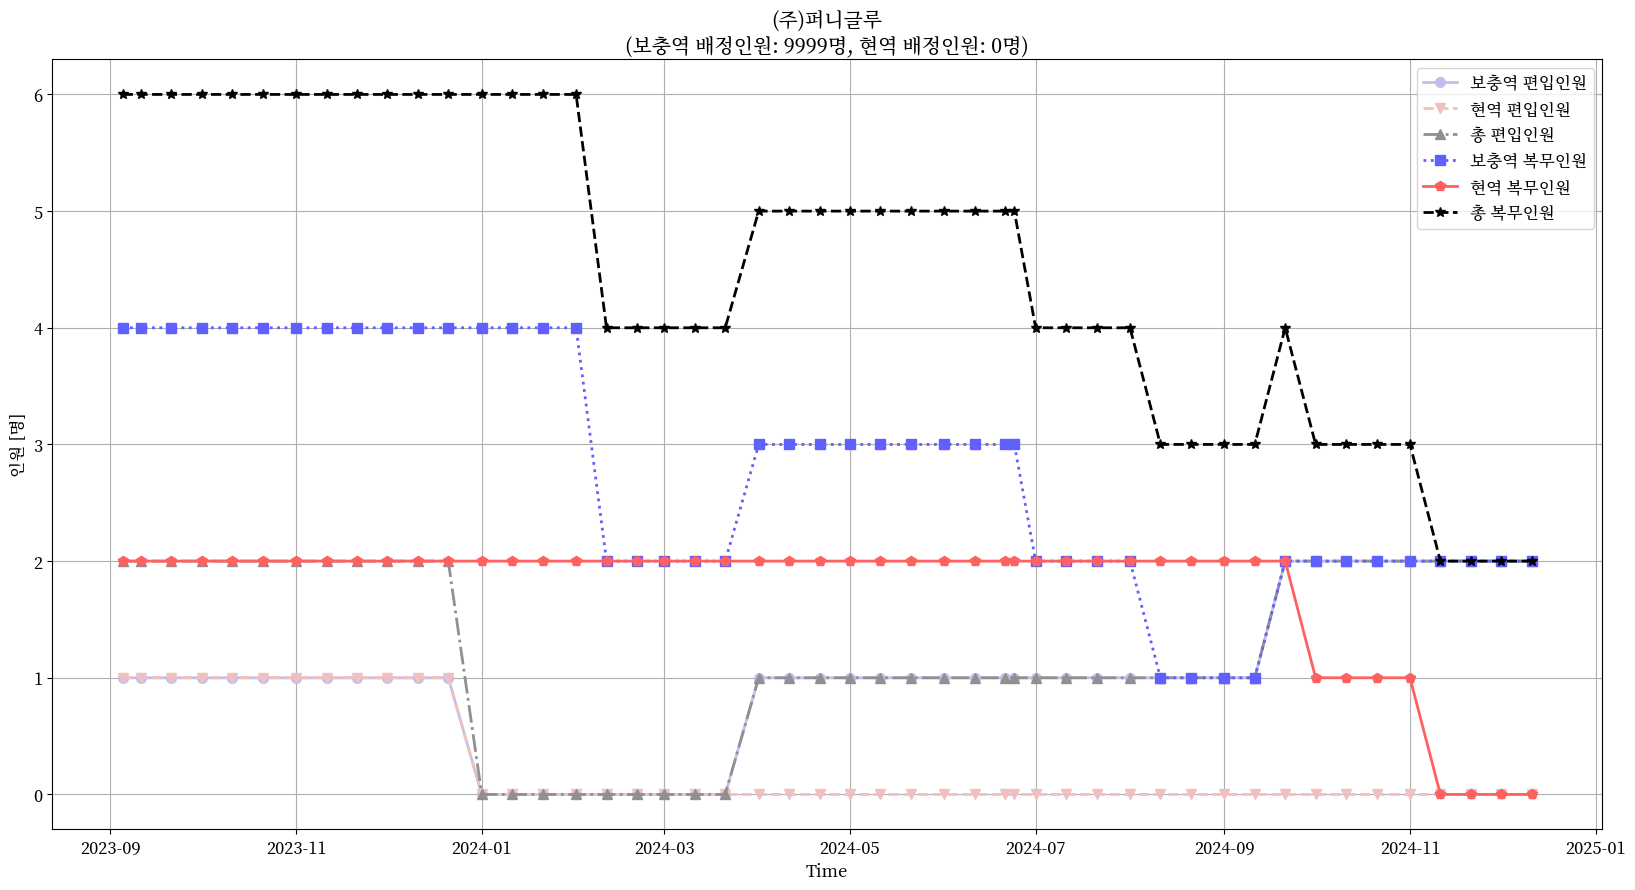 (주)퍼니글루
(보충역 배정인원: 9999명, 현역 배정인원: 0명)
보충역 편입인원
현역 편입인원
총 편입인원
보충역 복무인원
현역 복무인원
총 복무인원
인원 [명]
6
5
4
3
2
1
0
2023-09
2023-11
2024-01
2024-03
2024-05
2024-07
2024-09
2024-11
2025-01
Time